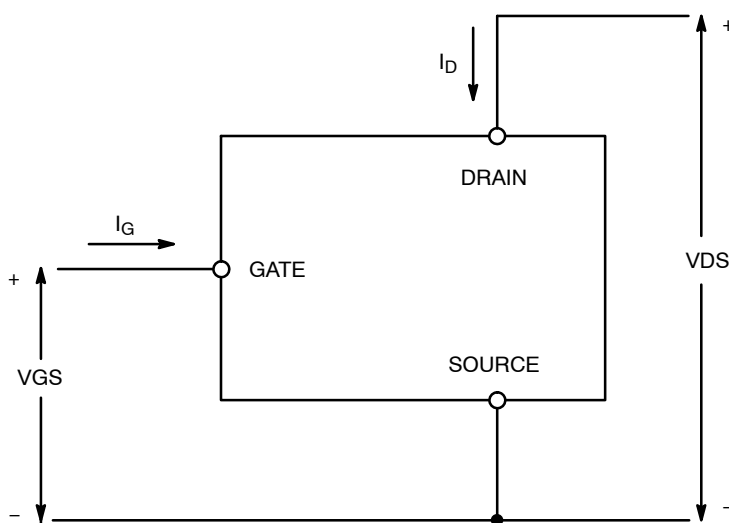 +
I_D
DRAIN
I_G
GATE
+
VDS
SOURCE
VGS
−
−